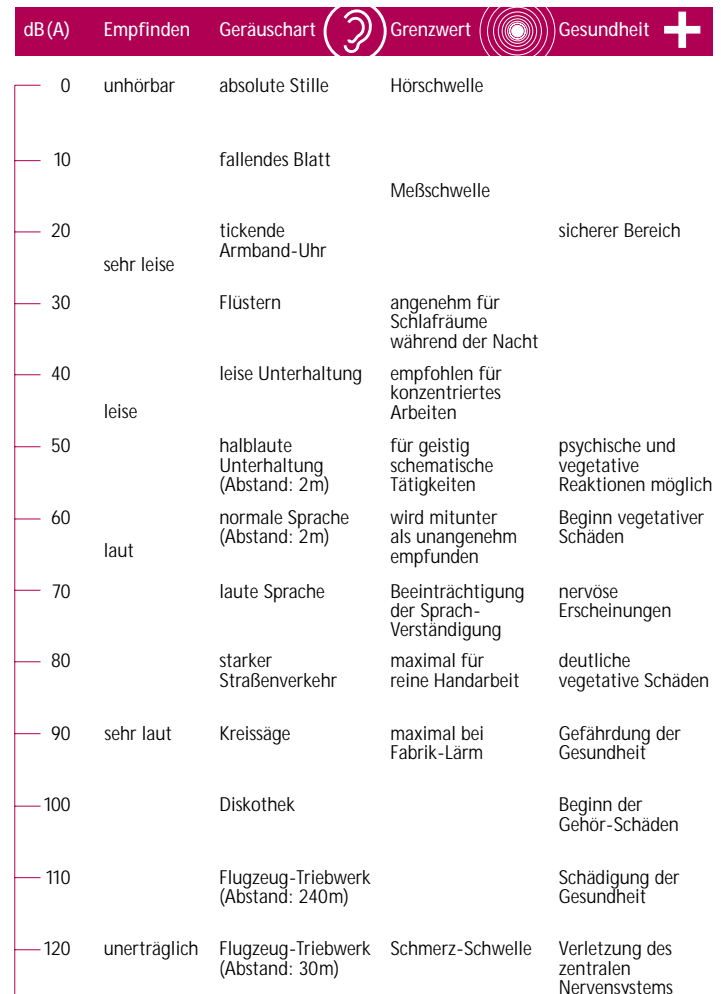 dB(A) Empfinden Geräuschart Grenzwert Gesundheit
0 unhörbar absolute Stille Hörschwelle
10 fallendes Blatt
Meßschwelle
20 tickende sicherer Bereich
Armband-Uhr
sehr leise
30 Flüstern angenehm für
Schlafräume
während der Nacht
40 leise Unterhaltung empfohlen für
konzentriertes
leise Arbeiten
50 halblaute für geistig psychische und
Unterhaltung schematische vegetative
(Abstand: 2m) Tätigkeiten Reaktionen möglich
60 normale Sprache wird mitunter Beginn vegetativer
(Abstand: 2m) als unangenehm Schäden
laut empfunden
70 laute Sprache Beeinträchtigung nervöse
der Sprach- Erscheinungen
Verständigung
80 starker maximal für deutliche
Straßenverkehr reine Handarbeit vegetative Schäden
90 sehr laut Kreissäge maximal bei Gefährdung der
Fabrik-Lärm Gesundheit
100 Diskothek Beginn der
Gehör-Schäden
110 Flugzeug-Triebwerk Schädigung der
(Abstand: 240m) Gesundheit
120 unerträglich Flugzeug-Triebwerk Schmerz-Schwelle Verletzung des
(Abstand: 30m) zentralen
Nervensystems